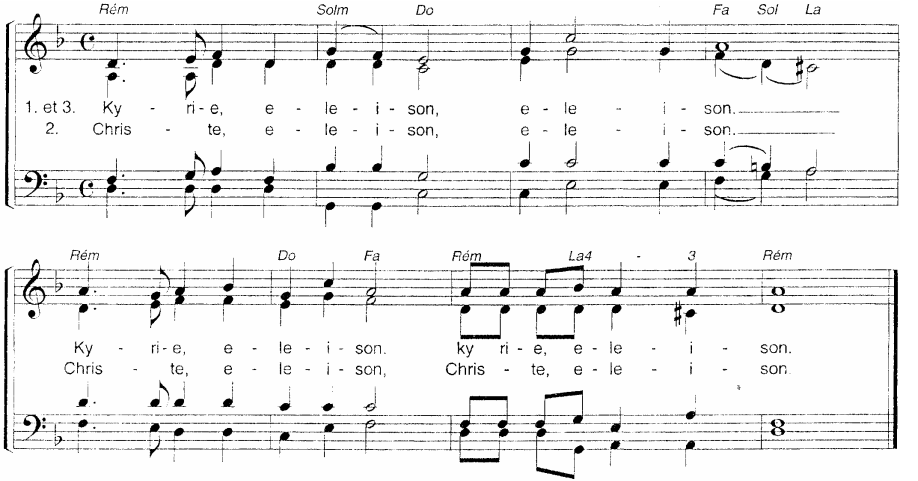 Rém Solm Do Fa Sol La
1. et 3. Ky - ri - e, e - le - i - son, e - le - i - son.
2. Chris - te, e - le - i - son, e - le - i - son.
Rém Do Fa Rém La4 - 3 Rém
Ky - ri - e, e - le - i - son. ky ri - e, e - le - i - son.
Chris - te, e - le - i - son, Chris - te, e - le - i - son.